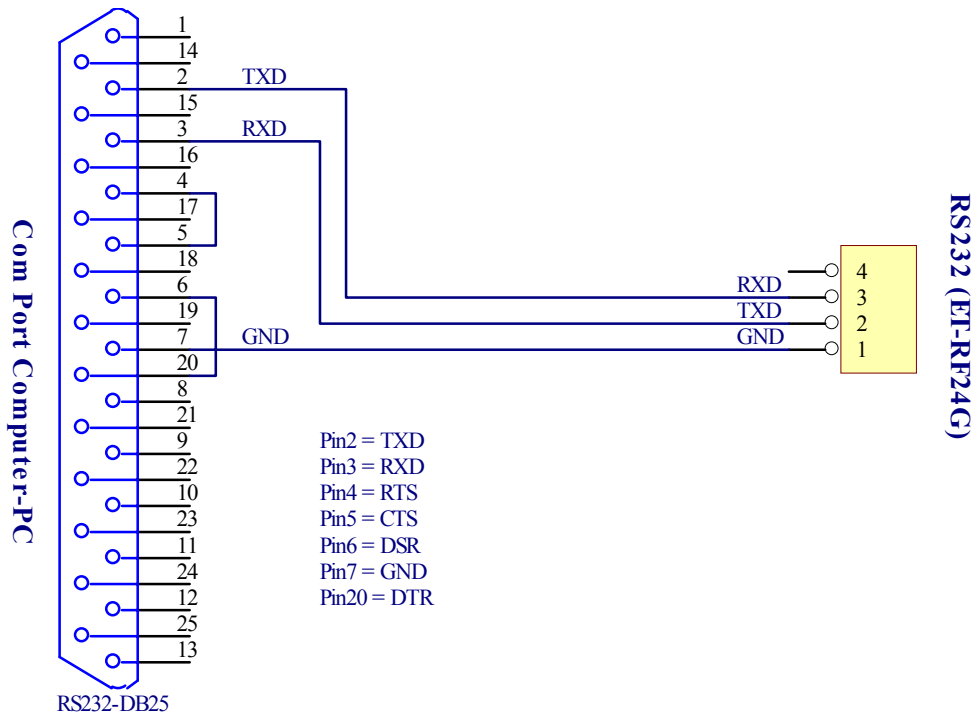 Com Port Computer-PC
1
14
2
15
3
16
4
17
5
18
6
19
7
20
8
21
9
22
10
23
11
24
12
25
13
RS232-DB25
TXD
RXD
GND
Pin2 = TXD
Pin3 = RXD
Pin4 = RTS
Pin5 = CTS
Pin6 = DSR
Pin7 = GND
Pin20 = DTR
RXD
TXD
GND
4
3
2
1
RS232 (ET-RF24G)